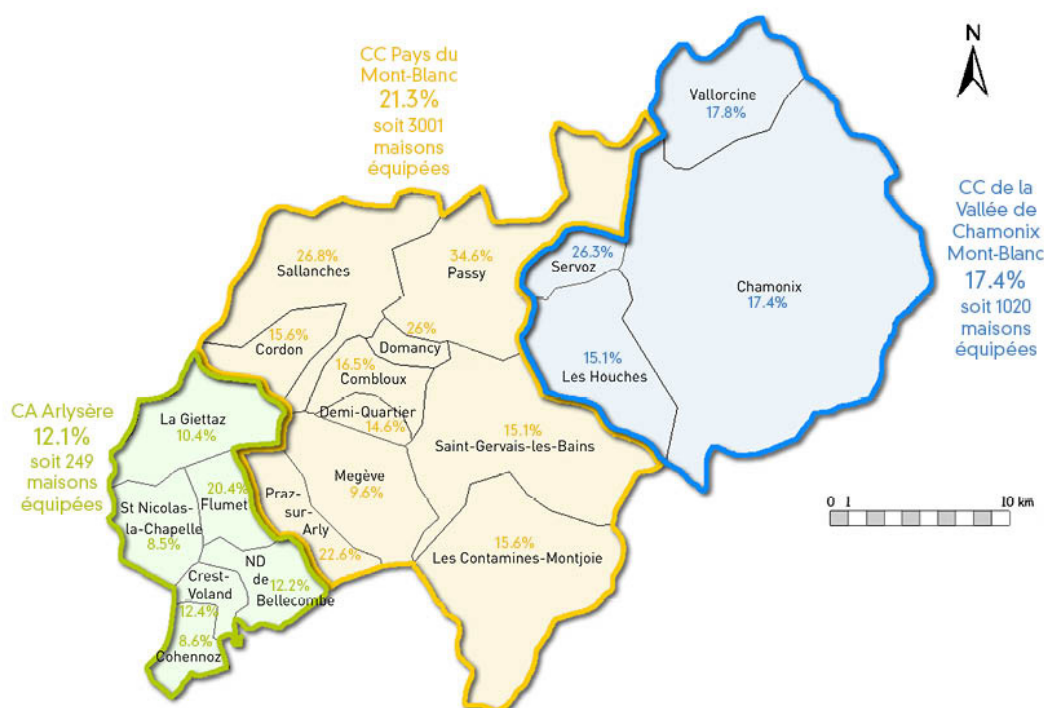 CC Pays du
Mont-Blanc
21.3%
soit 3001
maisons
équipées
N
Vallorcine
17.8%
CC de la
Vallée de
Chamonix
Mont-Blanc
17.4%
soit 1020
maisons
équipées
26.8%
Sallanches
34.6%
Passy
26.3%
Servoz
Chamonix
17.4%
15.6%
Cordon
26%
Domancy
16.5%
Combloux
15.1%
Les Houches
Demi-Quartier
14.6%
15.1%
Saint-Gervais-les-Bains
CA Arlysère
12.1%
soit 249
maisons
équipées
La Giettaz
10.4%
Megève
9.6%
20.4%
Flumet
Praz-
sur-
Arly
22.6%
St Nicolas-
la-Chapelle
8.5%
15.6%
Les Contamines-Montjoie
ND
de
12.2%
Bellecombe
Crest-
Voland
12.4%
8.6%
Cohennoz
0 1 10 km